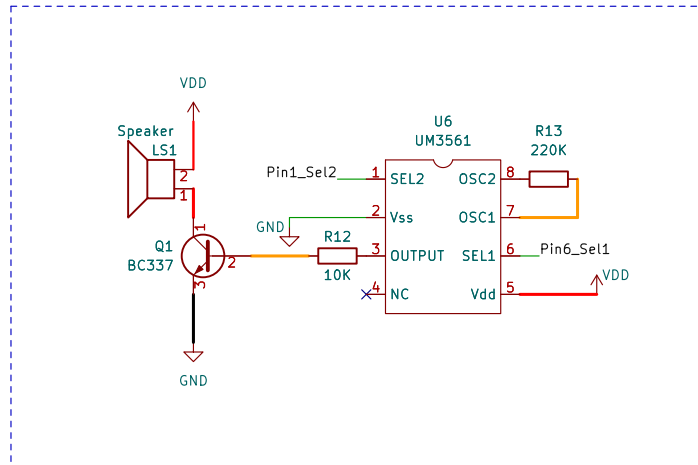 VDD
Speaker
LS1
2
1
1
Q1
BC337
2
3
GND
Pin1_Sel2
GND
R12
10K
U6
UM3561
1
SEL2
2
Vss
3
OUTPUT
4
NC
OSC2
8
OSC1
7
SEL1
6
Vdd
5
R13
220K
Pin6_Sel1
VDD